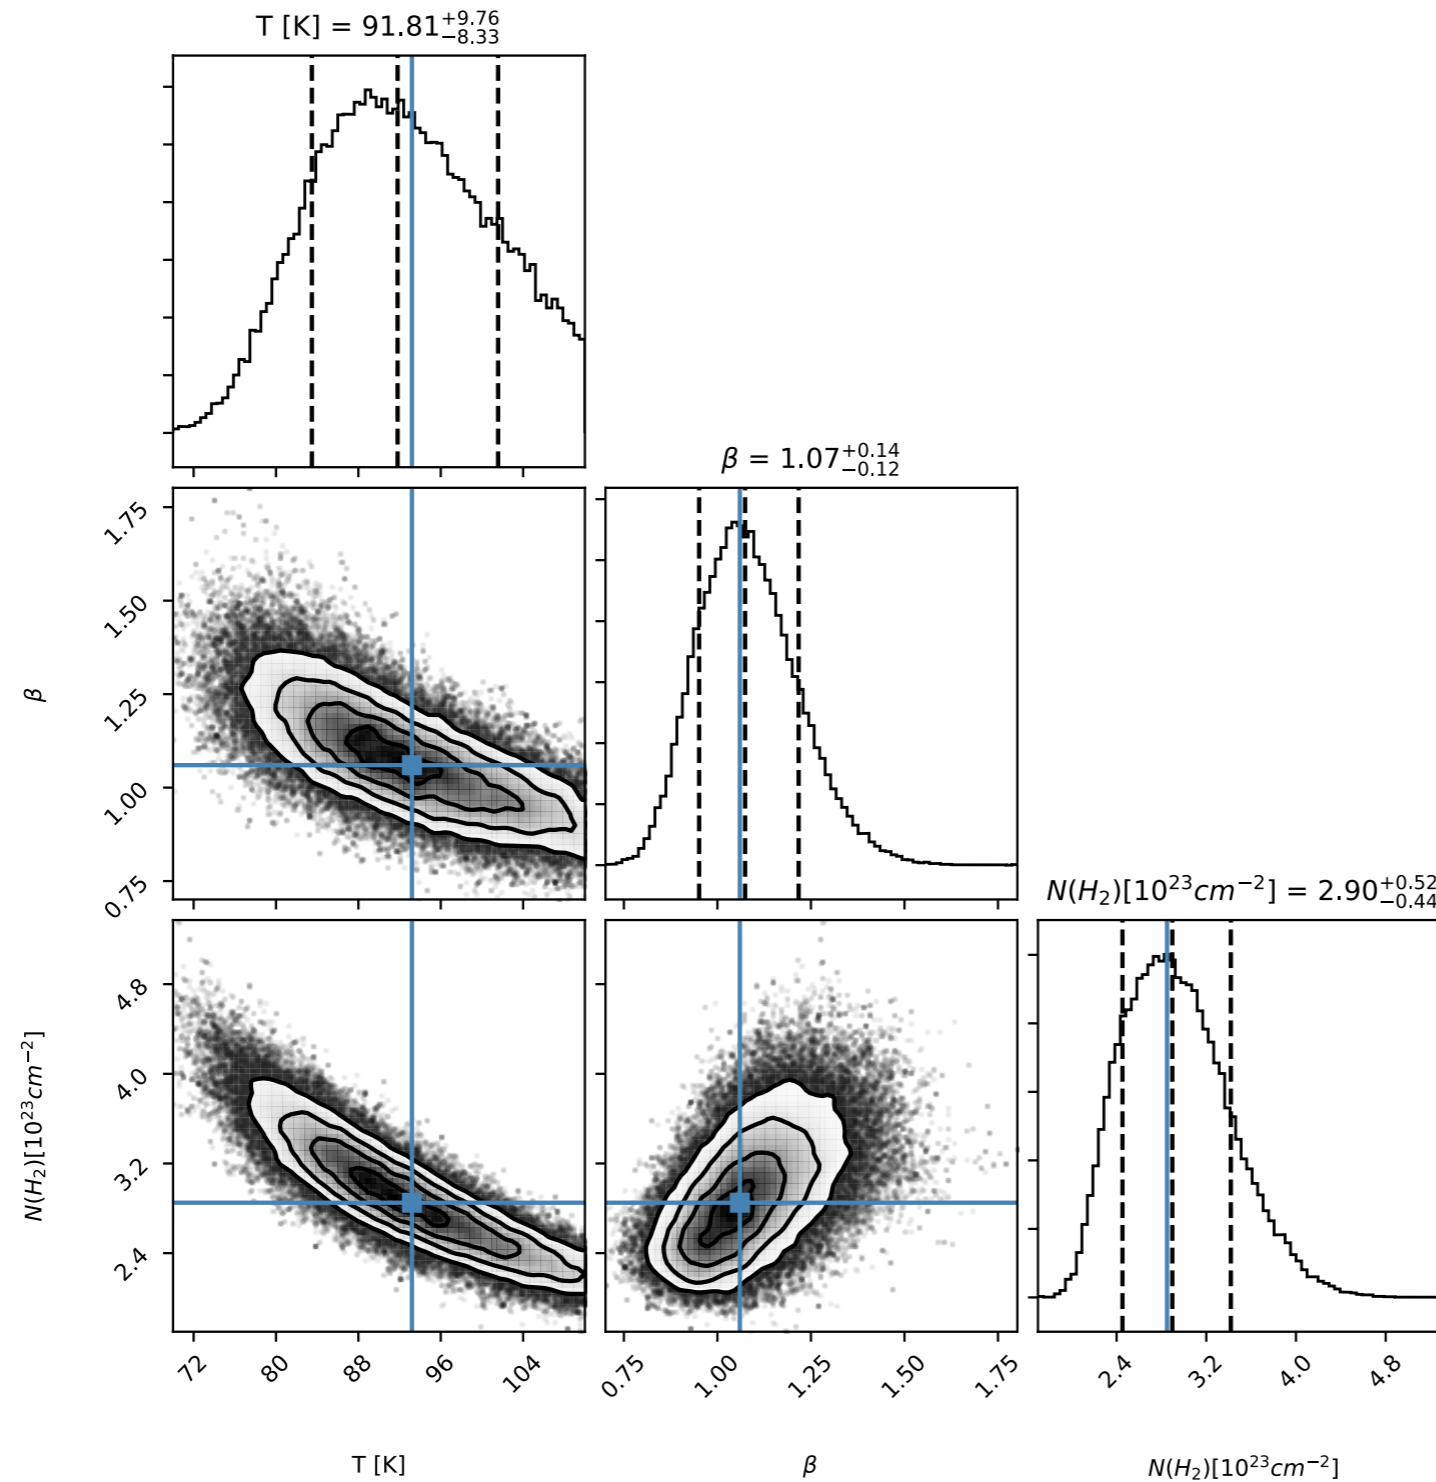 T [K] = 91.81^{+9.76}_{-8.33}
β = 1.07^{+0.14}_{-0.12}
N(H_2)[10^{23}cm^{-2}] = 2.90^{+0.52}_{-0.44}
β
1.75
1.50
1.25
1.00
0.75
N(H_2)[10^{23}cm^{-2}]
4.8
4.0
3.2
2.4
72 80 88 96 104
0.75 1.00 1.25 1.50 1.75
2.4 3.2 4.0 4.8
T [K]
β
N(H_2)[10^{23}cm^{-2}]